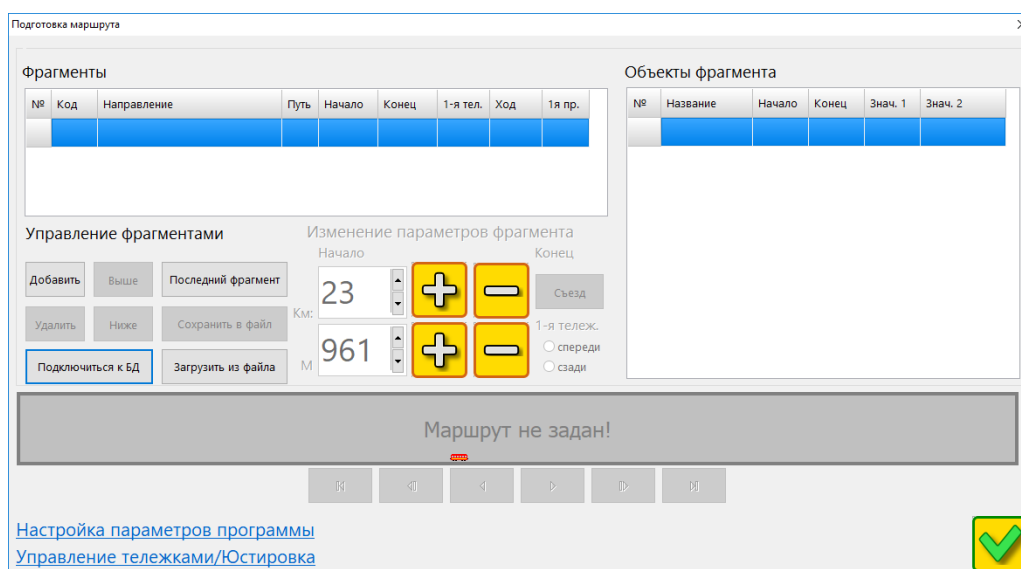 Подготовка маршрута
Фрагменты
№ Код Направление Путь Начало Конец 1-я тел. Ход 1я пр.
Объекты фрагмента
№ Название Начало Конец Знач. 1 Знач. 2
Управление фрагментами
Добавить Выше Последний фрагмент
Удалить Ниже Сохранить в файл
Подключиться к БД Загрузить из файла
Изменение параметров фрагмента
Начало Конец
Км: 23 Съезд
1-я тележ.
М 961 спереди
сзади
Маршрут не задан!
Настройка параметров программы
Управление тележками/Юстировка